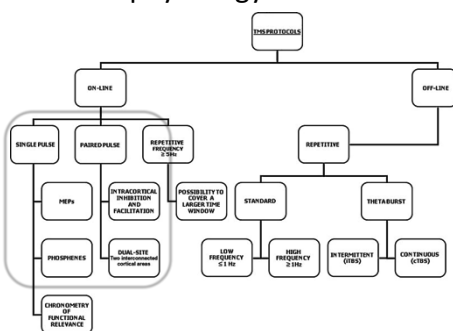 TMS PROTOCOLS
ON-LINE
OFF-LINE
SINGLE PULSE
PAIRED PULSE
REPETITIVE
FREQUENCY
≥ 5Hz
REPETITIVE
MEPs
INTRACORTICAL
INHIBITION
AND
FACILITATION
POSSIBILITY TO
COVER A
LARGER TIME
WINDOW
STANDARD
THETABURST
PHOSPHENES
DUAL-SITE
Two interconnected
cortical areas
LOW
FREQUENCY
≤ 1 Hz
HIGH
FREQUENCY
≥ 1Hz
INTERMITTENT
(iTBS)
CONTINUOUS
(cTBS)
CHRONOMETRY
OF
FUNCTIONAL
RELEVANCE